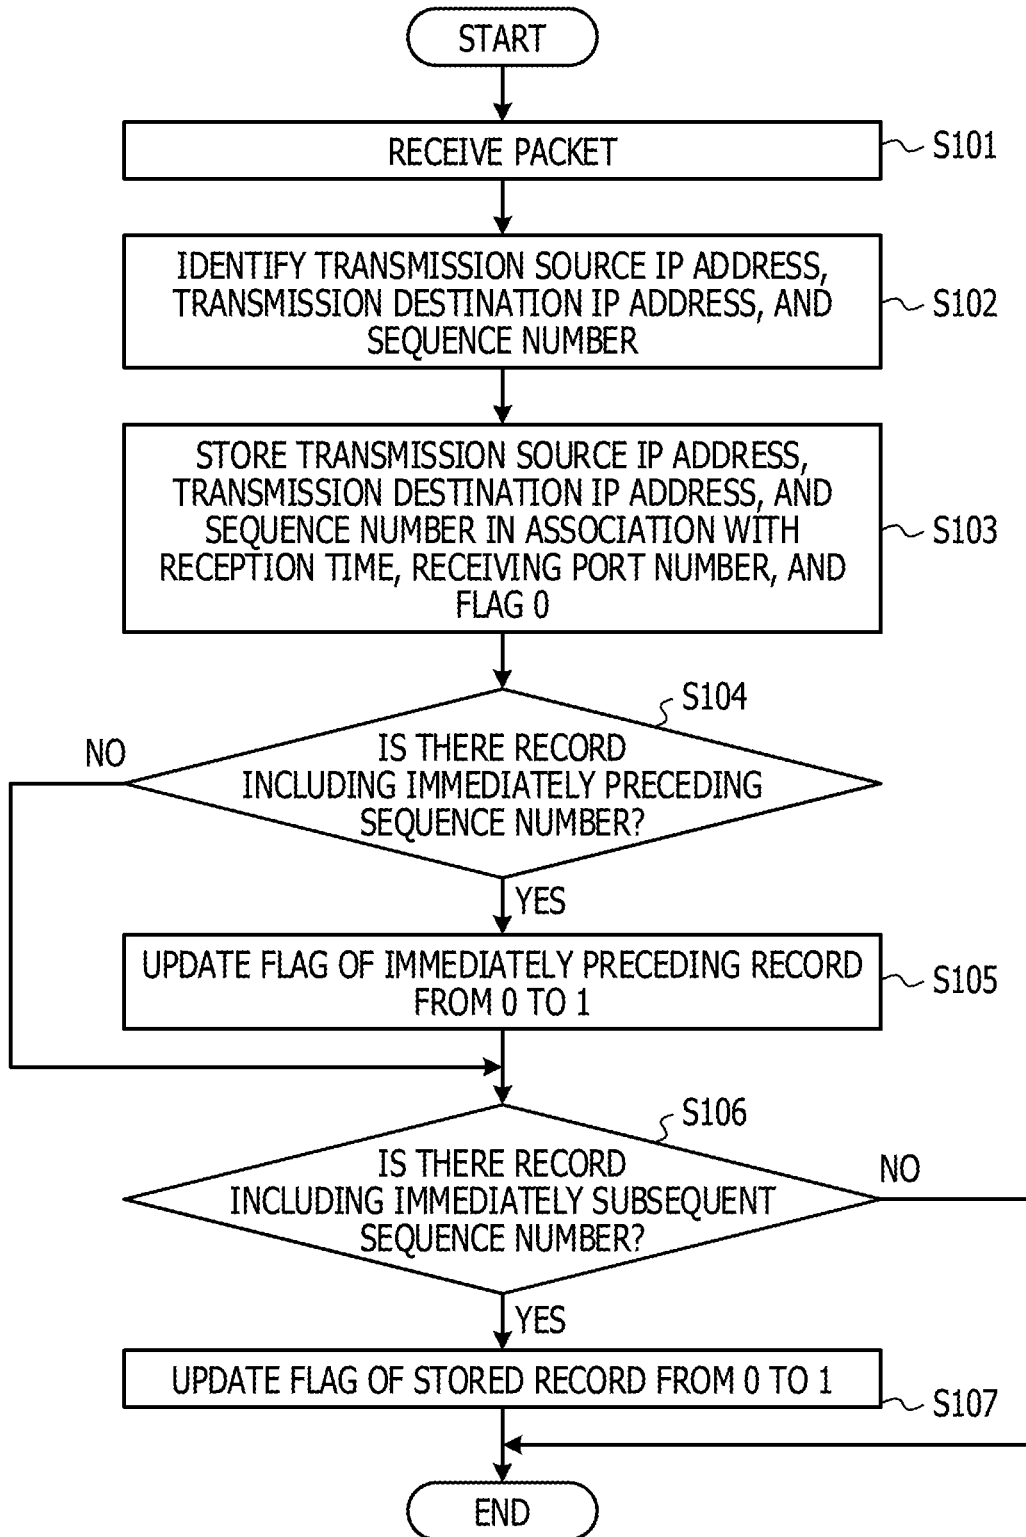 START
RECEIVE PACKET
S101
IDENTIFY TRANSMISSION SOURCE IP ADDRESS,
TRANSMISSION DESTINATION IP ADDRESS, AND
SEQUENCE NUMBER
S102
STORE TRANSMISSION SOURCE IP ADDRESS,
TRANSMISSION DESTINATION IP ADDRESS, AND
SEQUENCE NUMBER IN ASSOCIATION WITH
RECEPTION TIME, RECEIVING PORT NUMBER, AND
FLAG 0
S103
S104
NO
IS THERE RECORD
INCLUDING IMMEDIATELY PRECEDING
SEQUENCE NUMBER?
YES
UPDATE FLAG OF IMMEDIATELY PRECEDING RECORD
FROM 0 TO 1
S105
S106
IS THERE RECORD
INCLUDING IMMEDIATELY SUBSEQUENT
SEQUENCE NUMBER?
NO
YES
UPDATE FLAG OF STORED RECORD FROM 0 TO 1
S107
END